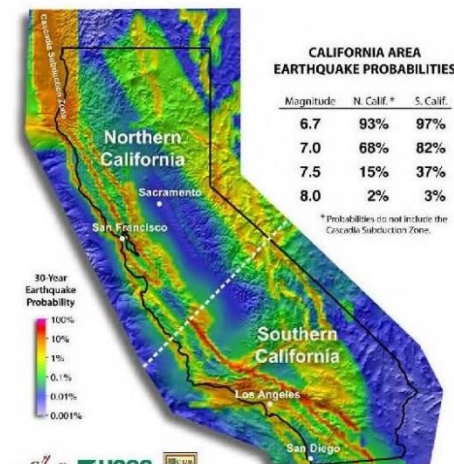 Cascadia Subduction Zone
CALIFORNIA AREA
EARTHQUAKE PROBABILITIES
Magnitude N. Calif. * S. Calif.
6.7 93% 97%
7.0 68% 82%
7.5 15% 37%
8.0 2% 3%
* Probabilities do not include the
Cascadia Subduction Zone.
Northern
California
Sacramento
San Francisco
30-Year
Earthquake
Probability
100%
10%
1%
0.1%
0.01%
0.001%
Southern
California
Los Angeles
San Diego
USGS